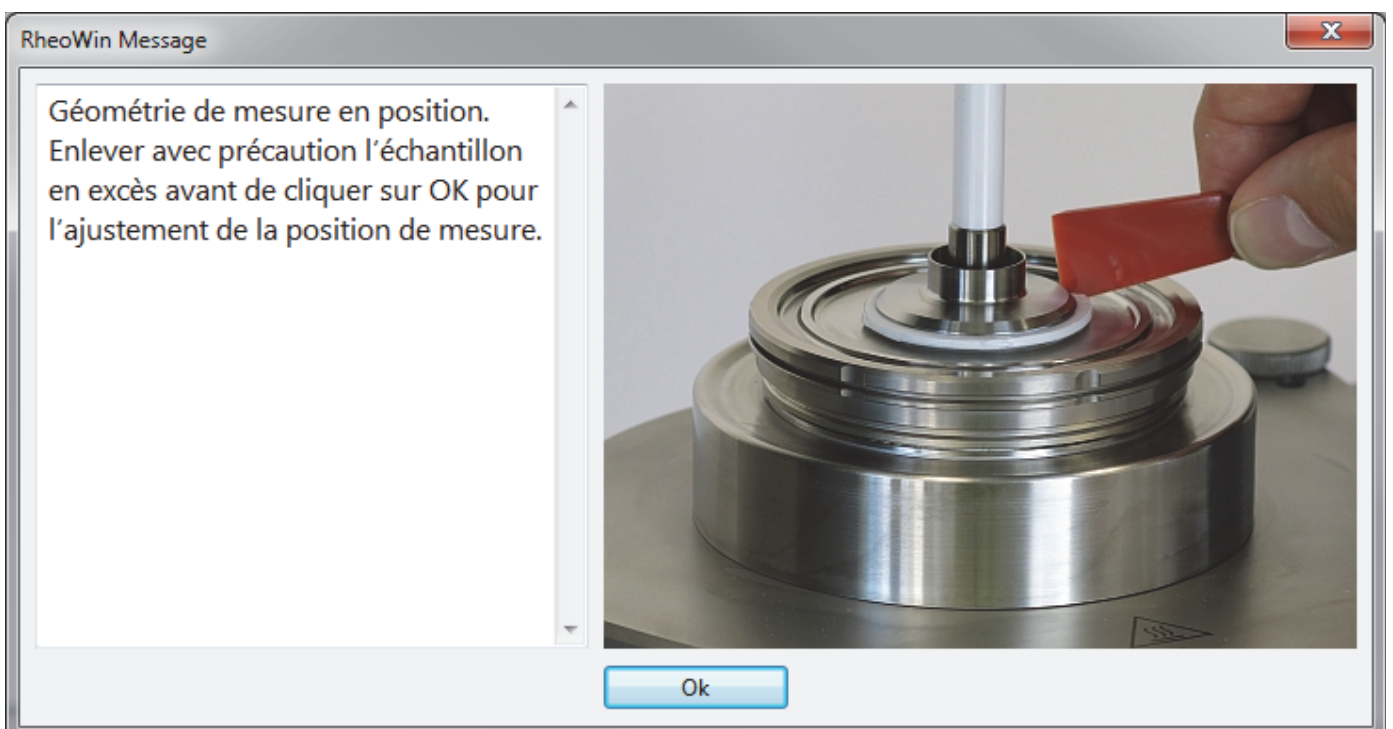 RheoWin Message
Géométrie de mesure en position.
Enlever avec précaution l'échantillon
en excès avant de cliquer sur OK pour
l'ajustement de la position de mesure.
Ok